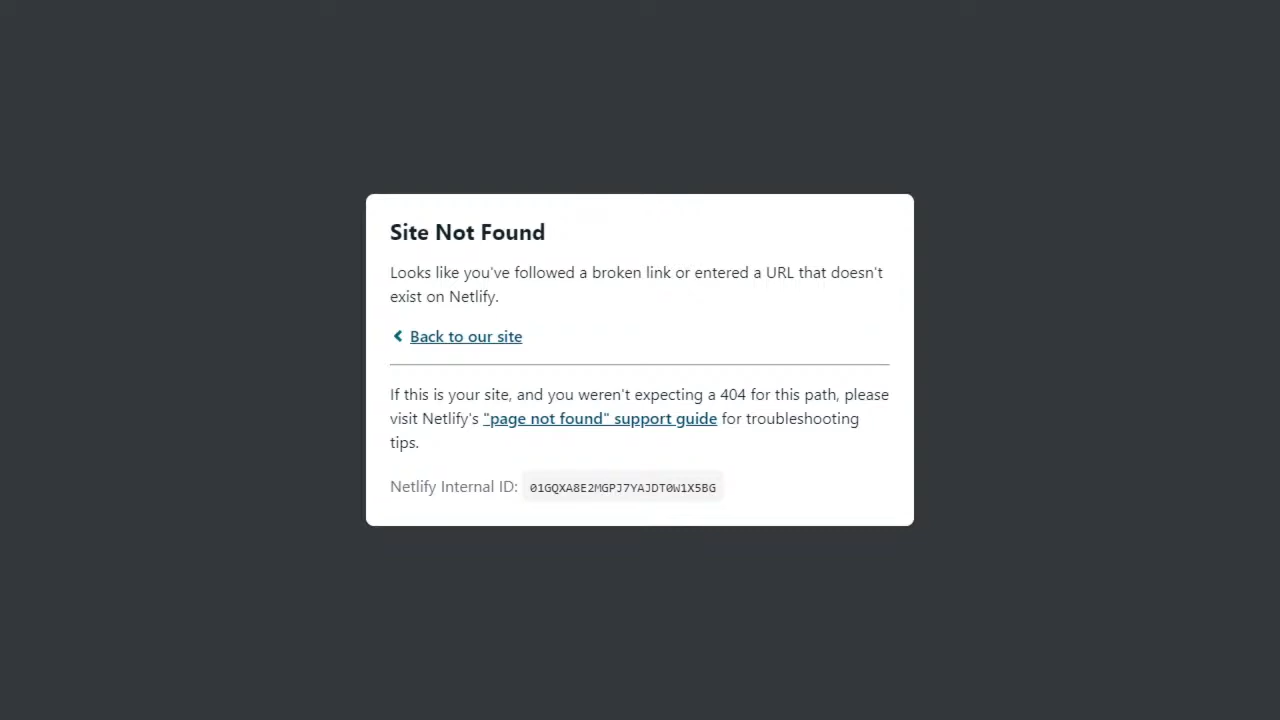 Site Not Found
Looks like you've followed a broken link or entered a URL that doesn't
exist on Netlify.
Back to our site
If this is your site, and you weren't expecting a 404 for this path, please
visit Netlify's "page not found" support guide for troubleshooting
tips.
Netlify Internal ID: 01GQXA8E2MGPJ7YAJDT0W1X5BG